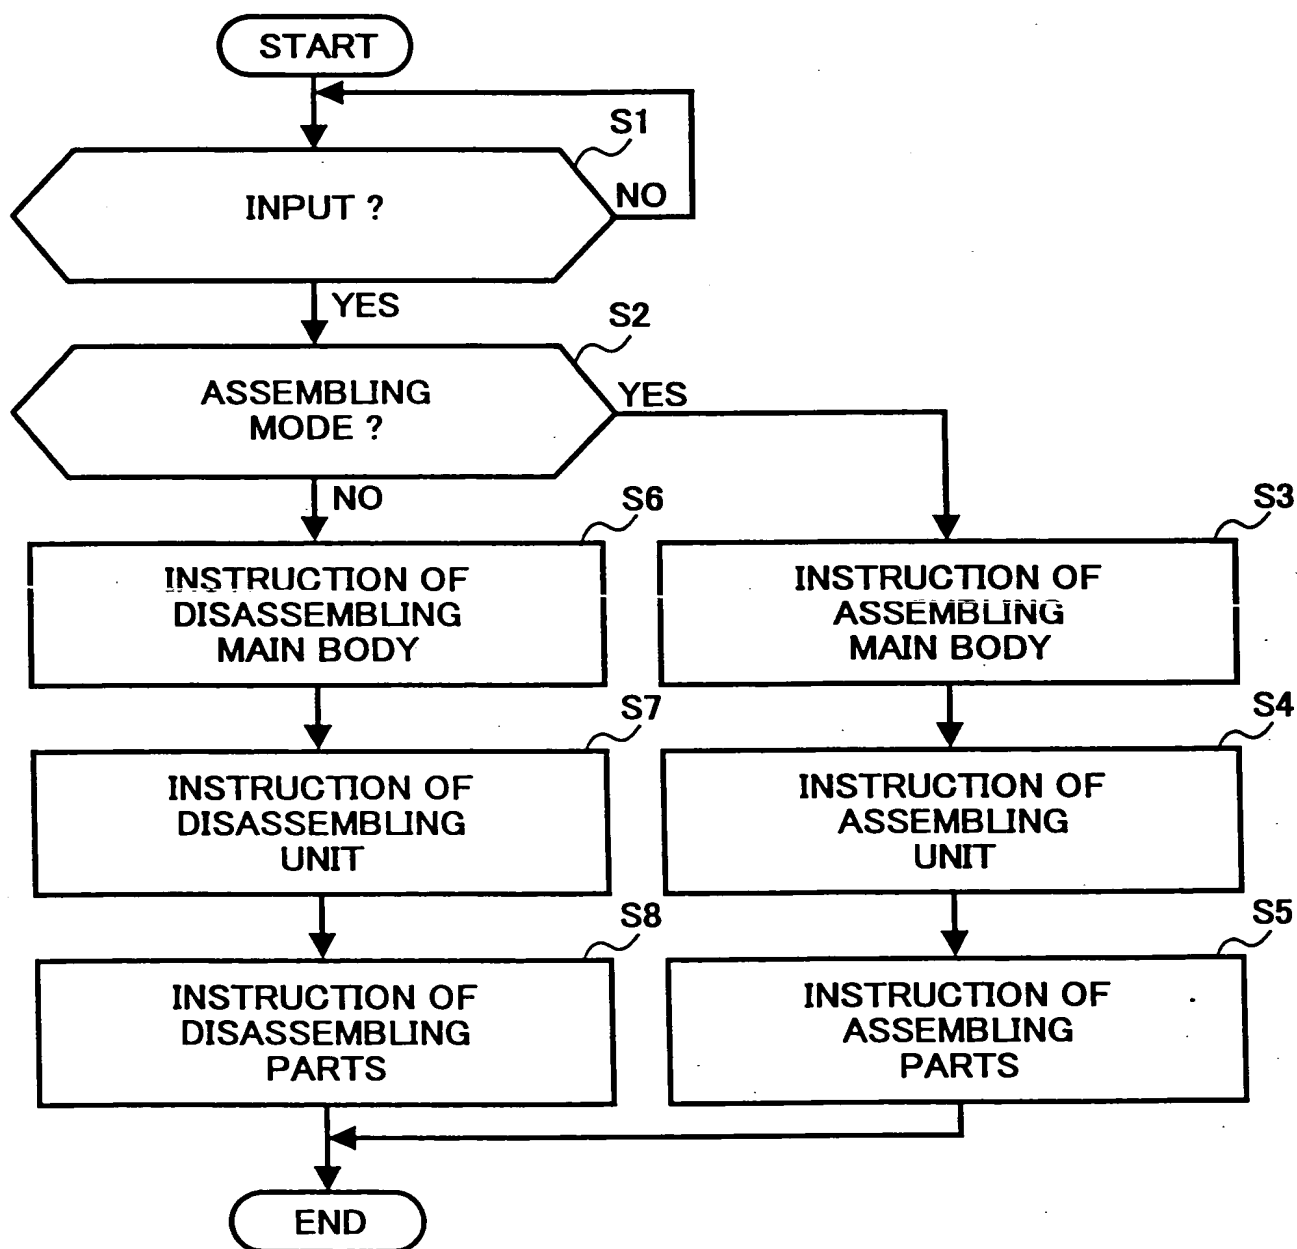 START
S1
INPUT ?
NO
YES
S2
ASSEMBLING
MODE ?
YES
NO
S6
INSTRUCTION OF
DISASSEMBLING
MAIN BODY
S3
INSTRUCTION OF
ASSEMBLING
MAIN BODY
S7
INSTRUCTION OF
DISASSEMBLING
UNIT
S4
INSTRUCTION OF
ASSEMBLING
UNIT
S8
INSTRUCTION OF
DISASSEMBLING
PARTS
S5
INSTRUCTION OF
ASSEMBLING
PARTS
END